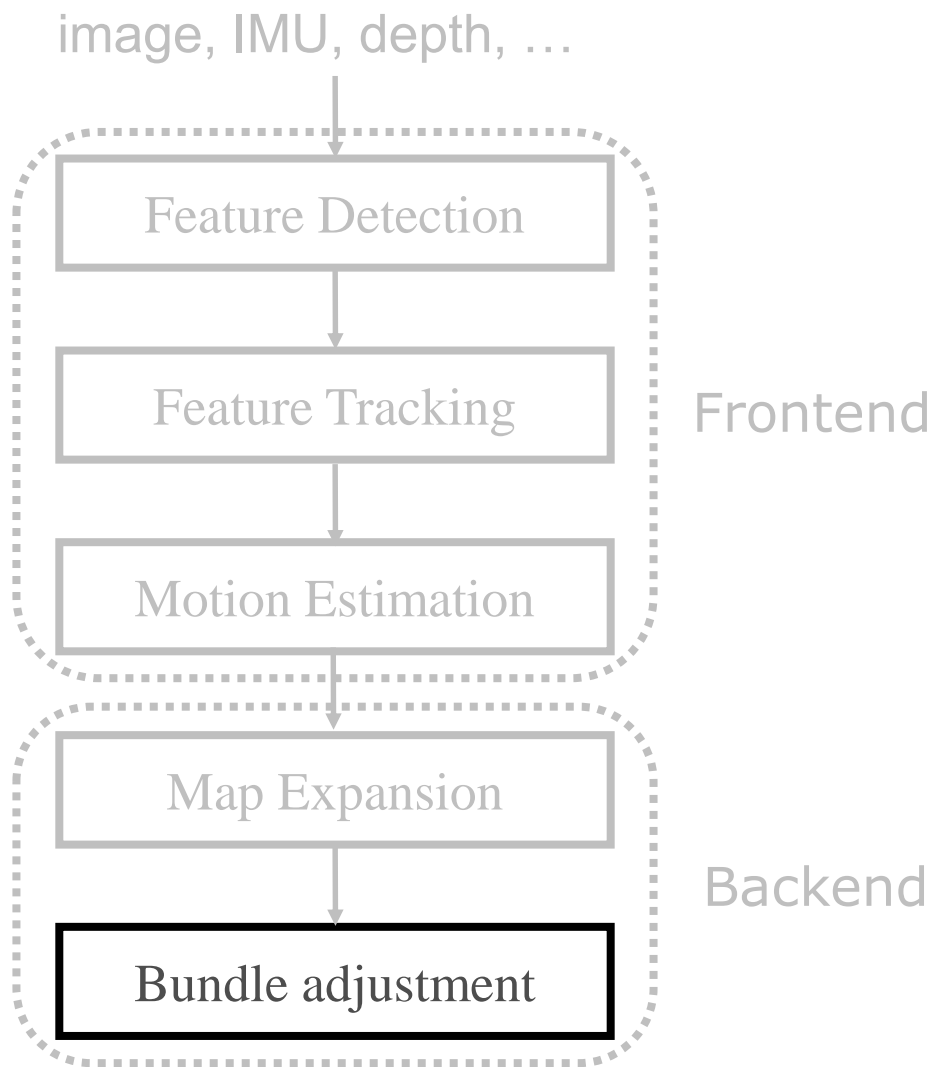 image, IMU, depth, …
Feature Detection
Feature Tracking
Frontend
Motion Estimation
Map Expansion
Backend
Bundle adjustment